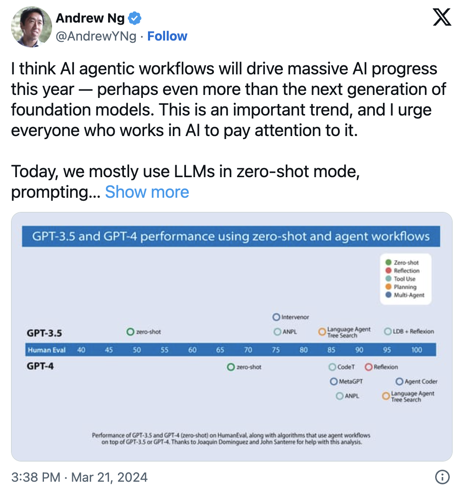 Andrew Ng
@AndrewYNg · Follow
I think AI agentic workflows will drive massive AI progress
this year — perhaps even more than the next generation of
foundation models. This is an important trend, and I urge
everyone who works in AI to pay attention to it.
Today, we mostly use LLMs in zero-shot mode,
prompting... Show more
GPT-3.5 and GPT-4 performance using zero-shot and agent workflows
Zero-shot
Reflection
Tool Use
Planning
Multi-Agent
Intervenor
GPT-3.5
zero-shot
ANPL
Language Agent
Tree Search
LDB + Reflexion
Human Eval 40 45 50 55 60 65 70 75 80 85 90 95 100
GPT-4
zero-shot
CodeT
Reflexion
MetaGPT
Agent Coder
ANPL
Language Agent
Tree Search
Performance of GPT-3.5 and GPT-4 (zero-shot) on HumanEval, along with algorithms that use agent workflows
on top of GPT-3.5 or GPT-4. Thanks to Joaquin Dominguez and John Santerre for help with this analysis.
3:38 PM · Mar 21, 2024